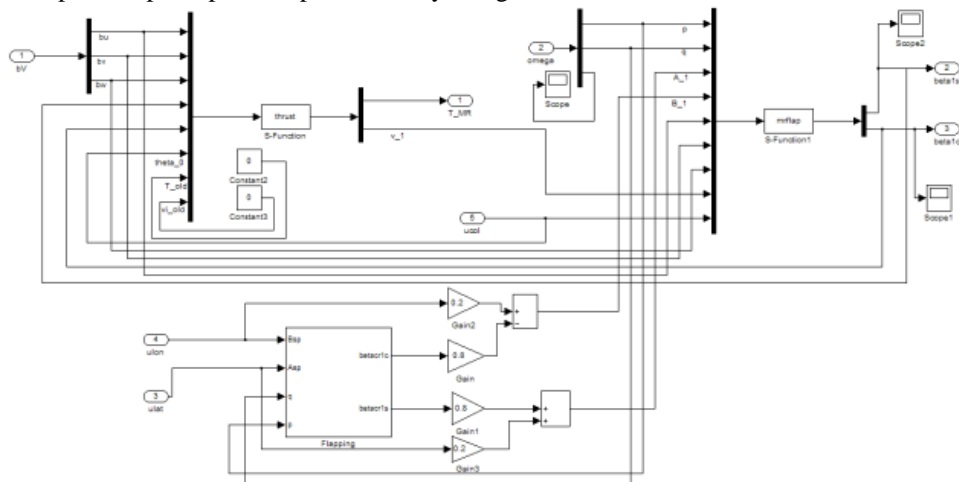 bu
p
Scope2
1
bv
2
q
2
bV
omega
beta1s
bw
A_1
1
Scope
B_1
T_MR
thrust
mrflap
3
S-Function
S-Function1
beta1c
v_1
theta_0
0
T_old
Constant2
0
vi_old
Constant3
5
Scope1
ucol
0.2
+
−
4
Gain2
Bsp
ulon
betacr1c
0.8
Asp
Gain
3
ulat
q
0.8
+
betacr1s
+
Gain1
p
0.2
Flapping
Gain3